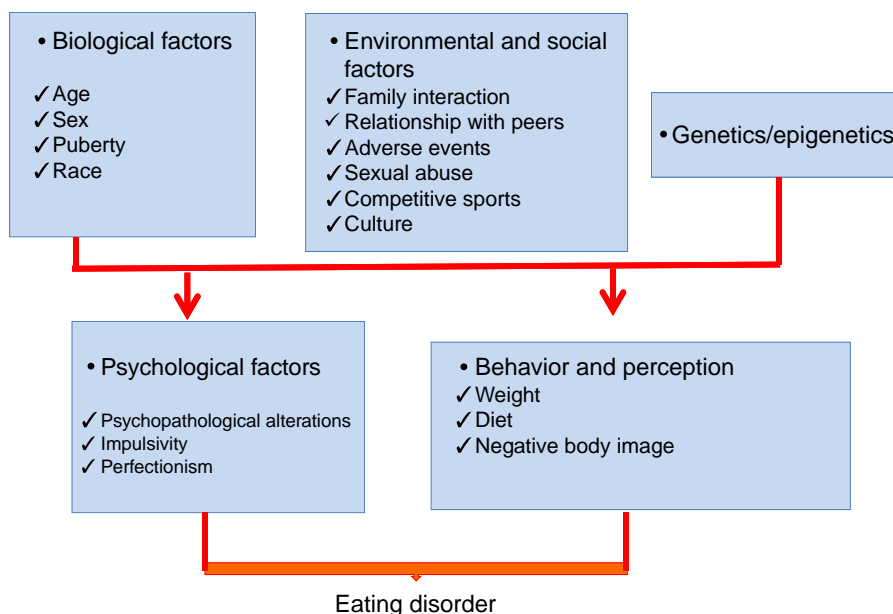 • Biological factors
✓Age
✓Sex
✓Puberty
✓Race
• Environmental and social
factors
✓Family interaction
✓Relationship with peers
✓Adverse events
✓Sexual abuse
✓Competitive sports
✓Culture
• Genetics/epigenetics
• Psychological factors
✓Psychopathological alterations
✓Impulsivity
✓Perfectionism
• Behavior and perception
✓Weight
✓Diet
✓Negative body image
Eating disorder